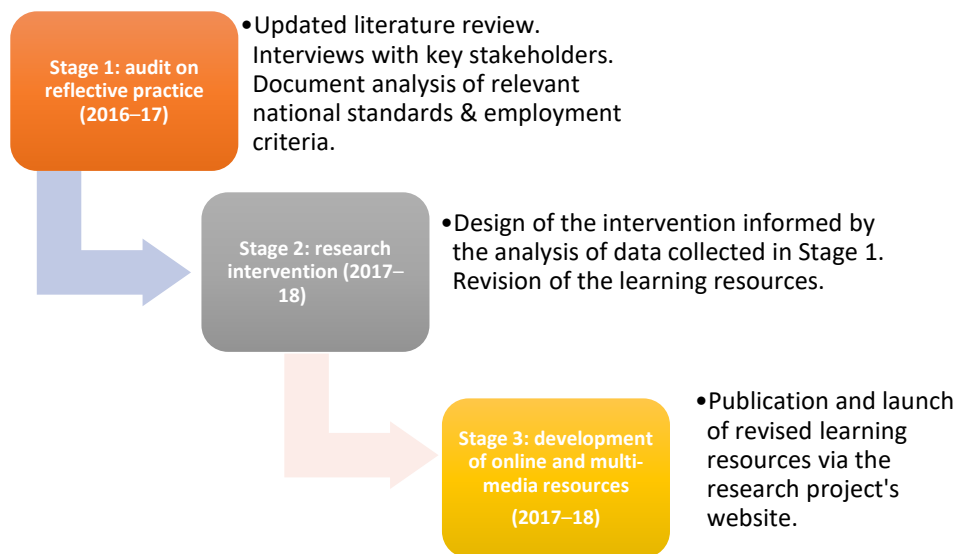 Stage 1: audit on
reflective practice
(2016–17)
•Updated literature review.
Interviews with key stakeholders.
Document analysis of relevant
national standards & employment
criteria.
Stage 2: research
intervention (2017–
18)
•Design of the intervention informed by
the analysis of data collected in Stage 1.
Revision of the learning resources.
Stage 3: development
of online and multi-
media resources
(2017–18)
•Publication and launch
of revised learning
resources via the
research project's
website.